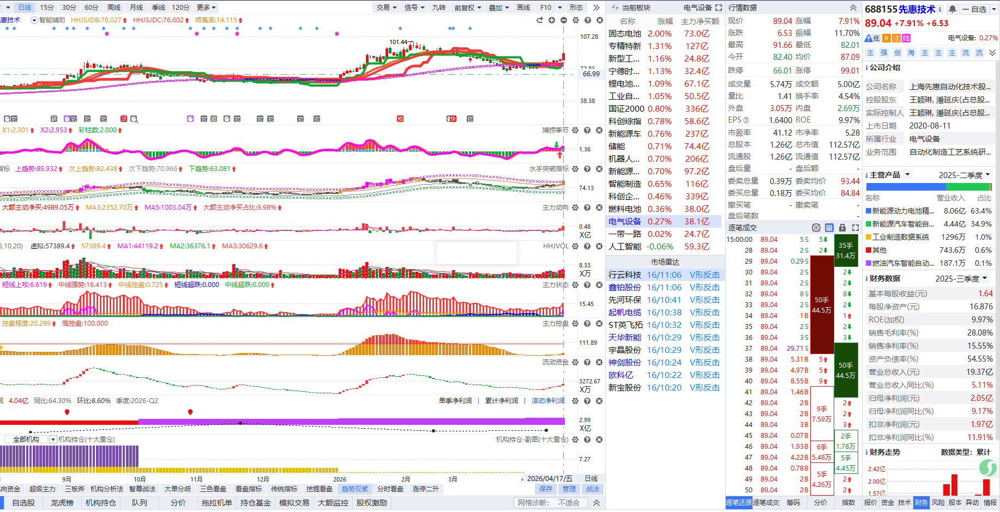 日线 15分 30分 60分 周线 月线 季线 120分 更多 交易 信号 九转 前复权 叠加 画线 F10 形态
惠技术 智能辅助 HHJSJDB:78.027 HHJSJDC:76.602 乖离率:14.115
107.28
101.44
66.99
38.38
X1:2.301 X2:2.953 彩柱数:2.000 捕捞季节
1.36
指标 上趋势:89.932 次上趋势:82.438 次下趋势:70.966 下趋势:63.081 水手突破指标
74.13
大额主动净买:4989.05万 MA3:2352.70万 MA5:1003.04万 大额主动净买占比:9.98% 主力动向
0.48
X亿
5,10,20) 虚拟:57389.4 57389.4 MA1:44119.2 MA2:36376.1 MA3:30629.6 HHJVOL
8.33
X万
短线上攻:6.619 中线强势:16.413 中线控盘:0.725 短线超跌:0.000 中线超跌:0.000 主力状态
15.45
控盘程度:20.299 高控盘:100.000 主力控盘
111.89
流动资金
3272.67
X万
润 4.04亿 同比:64.30% 环比:8.60% 季度:2026-Q2 单季净利润 | 累计净利润 | 滚动净利润
2.99
X亿
全部机构 机构持仓(十大重仓) 机构持仓-副图(十大重仓)
7.27
9月 10月 11月 12月 2026 2月 3月 2026/04/17/五 日线
向资金 超级主力 三板斧 机构分析法 智尊战法 大单分歧 三色看盘 看盘指标 传统指标 挖掘看盘 趋势双紫 分时看盘 涨停二升 保存 管理 战法
自选股 龙虎榜 机构持仓 队列 分价 拖拉机单 持仓基金 模拟交易 大额监控 股权激励 网格诊断: 不适合
当前板块 电气设备
名称 涨幅 主力净买额
固态电池 2.00% 73.0亿
专精特新 1.31% 127亿
新型工... 1.16% 24.8亿
宁德时... 1.13% 32.4亿
锂电池... 1.09% 67.1亿
工业自... 1.05% 50.5亿
国证2000 0.80% 336亿
科创综指 0.78% 58.6亿
新能源车 0.76% 237亿
储能 0.71% 74.4亿
机器人... 0.70% 206亿
新能源... 0.70% 97.2亿
智能制造 0.65% 116亿
科创企... 0.46% 339亿
燃料电池 0.36% 38.0亿
电气设备 0.27% 38.1亿
一带一路 0.02% 24.7亿
人工智能 -0.06% 59.3亿
市场雷达
行云科技 16/11:06 V形反击
鑫铂股份 16/11:06 V形反击
先河环保 16/10:41 V形反击
起帆电缆 16/10:38 V形反击
ST英飞拓 16/10:32 V形反击
天华新能 16/10:29 V形反击
宇晶股份 16/10:29 V形反击
神剑股份 16/10:24 V形反击
欧科亿 16/10:22 V形反击
新宝股份 16/10:20 V形反击
行情数据
现价 89.04 涨幅 7.91%
涨跌 6.53 振幅 11.70%
最高 91.66 最低 82.01
今开 82.40 均价 87.09
跌停 66.01 涨停 99.01
成交量 5.74万 成交额 5.00亿
量比 1.41 换手率 4.54%
外盘 3.05万 内盘 2.69万
EPS③ 1.6400 ROE 9.97%
市盈率 41.12 市净率 5.28
总股本 1.26亿 总市值 112.57亿
流通股 1.26亿 流通值 112.57亿
盘后量 - 盘后额 -
委卖总量 0.39万 委卖均价 93.44
委买总量 0.18万 委买均价 84.84
撤买笔 - 撤卖笔 -
盘后笔数 -
逐笔成交 单 量
15:00:00 89.04 5 S 5
28 89.04 2 S 2
29 89.04 0.29 S
30 89.04 2 S 2
31 89.04 2 S 2
32 89.04 8 S 8
33 89.04 2 S 2
34 89.04 1 B 1
35 89.04 2 S 2
36 89.04 3 S 3
37 89.04 29.71 S
38 89.04 5.31 B 5
39 89.04 4.97 B 5
40 89.04 8.55 B 9
41 89.04 1.46 B
42 89.04 2 B 2
43 89.04 2 B 2
44 89.04 3 B 3
45 89.04 0.07 B
46 89.04 1.93 B
47 89.04 4.22 B
48 89.04 0.78 B
49 89.04 2 B 2
50 89.04 2 B 2
35手
31.4万
50手
44.5万
50手
44.5万
9手
7.59万
2手
1.78万
6手
5.48万
5手
4.45万
5手
4.26万
逐笔还原 逐笔成交 筹码 分价 指数
688155先惠技术 自选
89.04 +7.91% +6.53
低 R 注 陆 电气设备: 0.27%
主 强 创 海 主 主 主 流 流
公司介绍
公司名称 上海先惠自动化技术股...
控股股东 王颖琳, 潘延庆(占总股...
实际控制人 王颖琳, 潘延庆(占总股...
上市日期 2020-08-11
所属行业 电气设备
业务范围 自动化制造工艺系统研...
主营产品 2025-二季度
名称 营业收入 占比
新能源动力电池精... 8.06亿 63.4%
新能源汽车智能自... 4.44亿 34.9%
工业制造数据系统 1296万 1.0%
其他 743.6万 0.6%
燃油汽车智能自动... 187.1万 0.1%
财务数据 2025-三季度
基本每股收益(元) 1.64
每股净资产(元) 16.876
ROE(加权) 9.97%
销售毛利率(%) 28.08%
销售净利率(%) 15.55%
资产负债率(%) 54.55%
营业总收入(元) 19.37亿
营业总收入同比(%) 5.11%
归母净利润(元) 2.05亿
归母净利润同比(%) 9.17%
扣非净利润(元) 1.97亿
扣非净利润同比(%) 11.91%
财务走势 数据类型: 累计
2.42亿
2.00亿
1.57亿
报价 资金 技术 财务 风险 股本 异动 情报